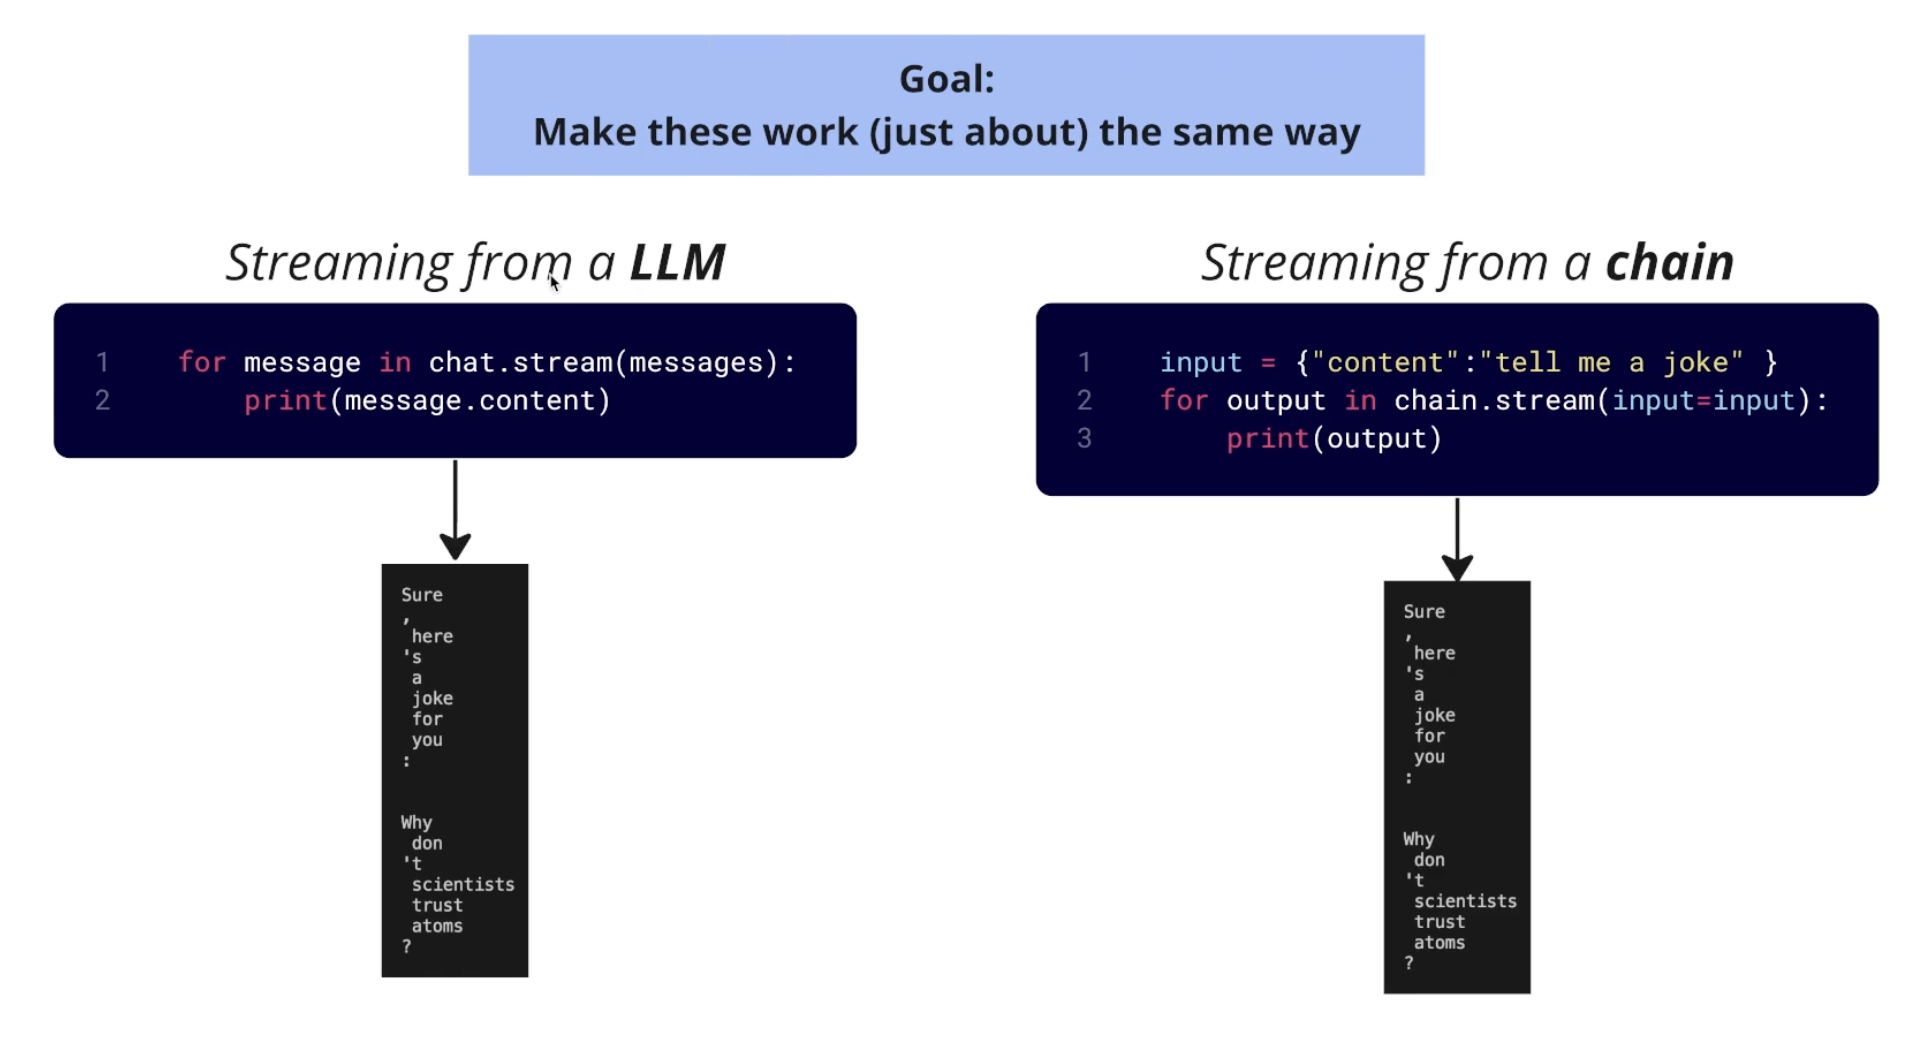 Goal:
Make these work (just about) the same way
Streaming from a LLM
1 for message in chat.stream(messages):
2 print(message.content)
Sure
,
here
's
a
joke
for
you
:
Why
don
't
scientists
trust
atoms
?
Streaming from a chain
1 input = {"content":"tell me a joke" }
2 for output in chain.stream(input=input):
3 print(output)
Sure
,
here
's
a
joke
for
you
:
Why
don
't
scientists
trust
atoms
?